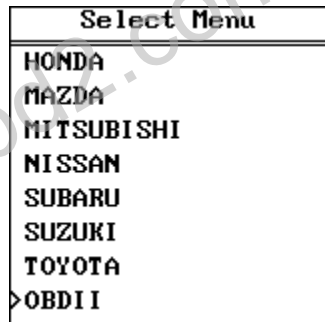 Select Menu
HONDA
MAZDA
MITSUBISHI
NISSAN
SUBARU
SUZUKI
TOYOTA
>OBDII